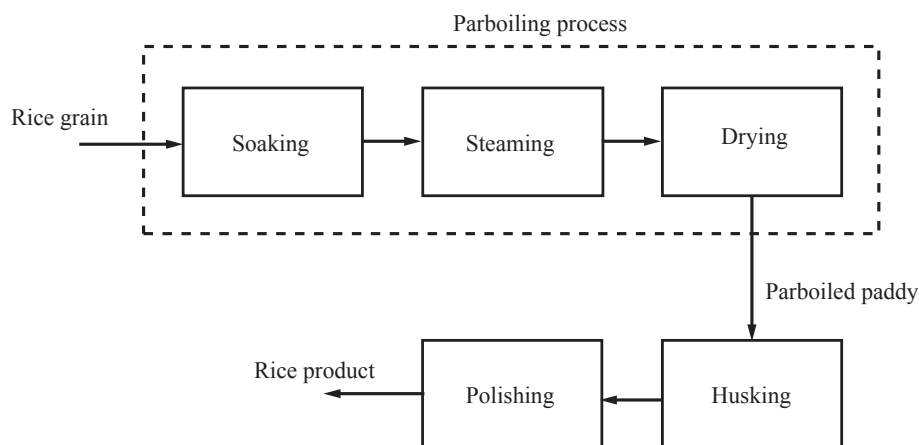 Parboiling process
Rice grain
Soaking
Steaming
Drying
Parboiled paddy
Husking
Polishing
Rice product